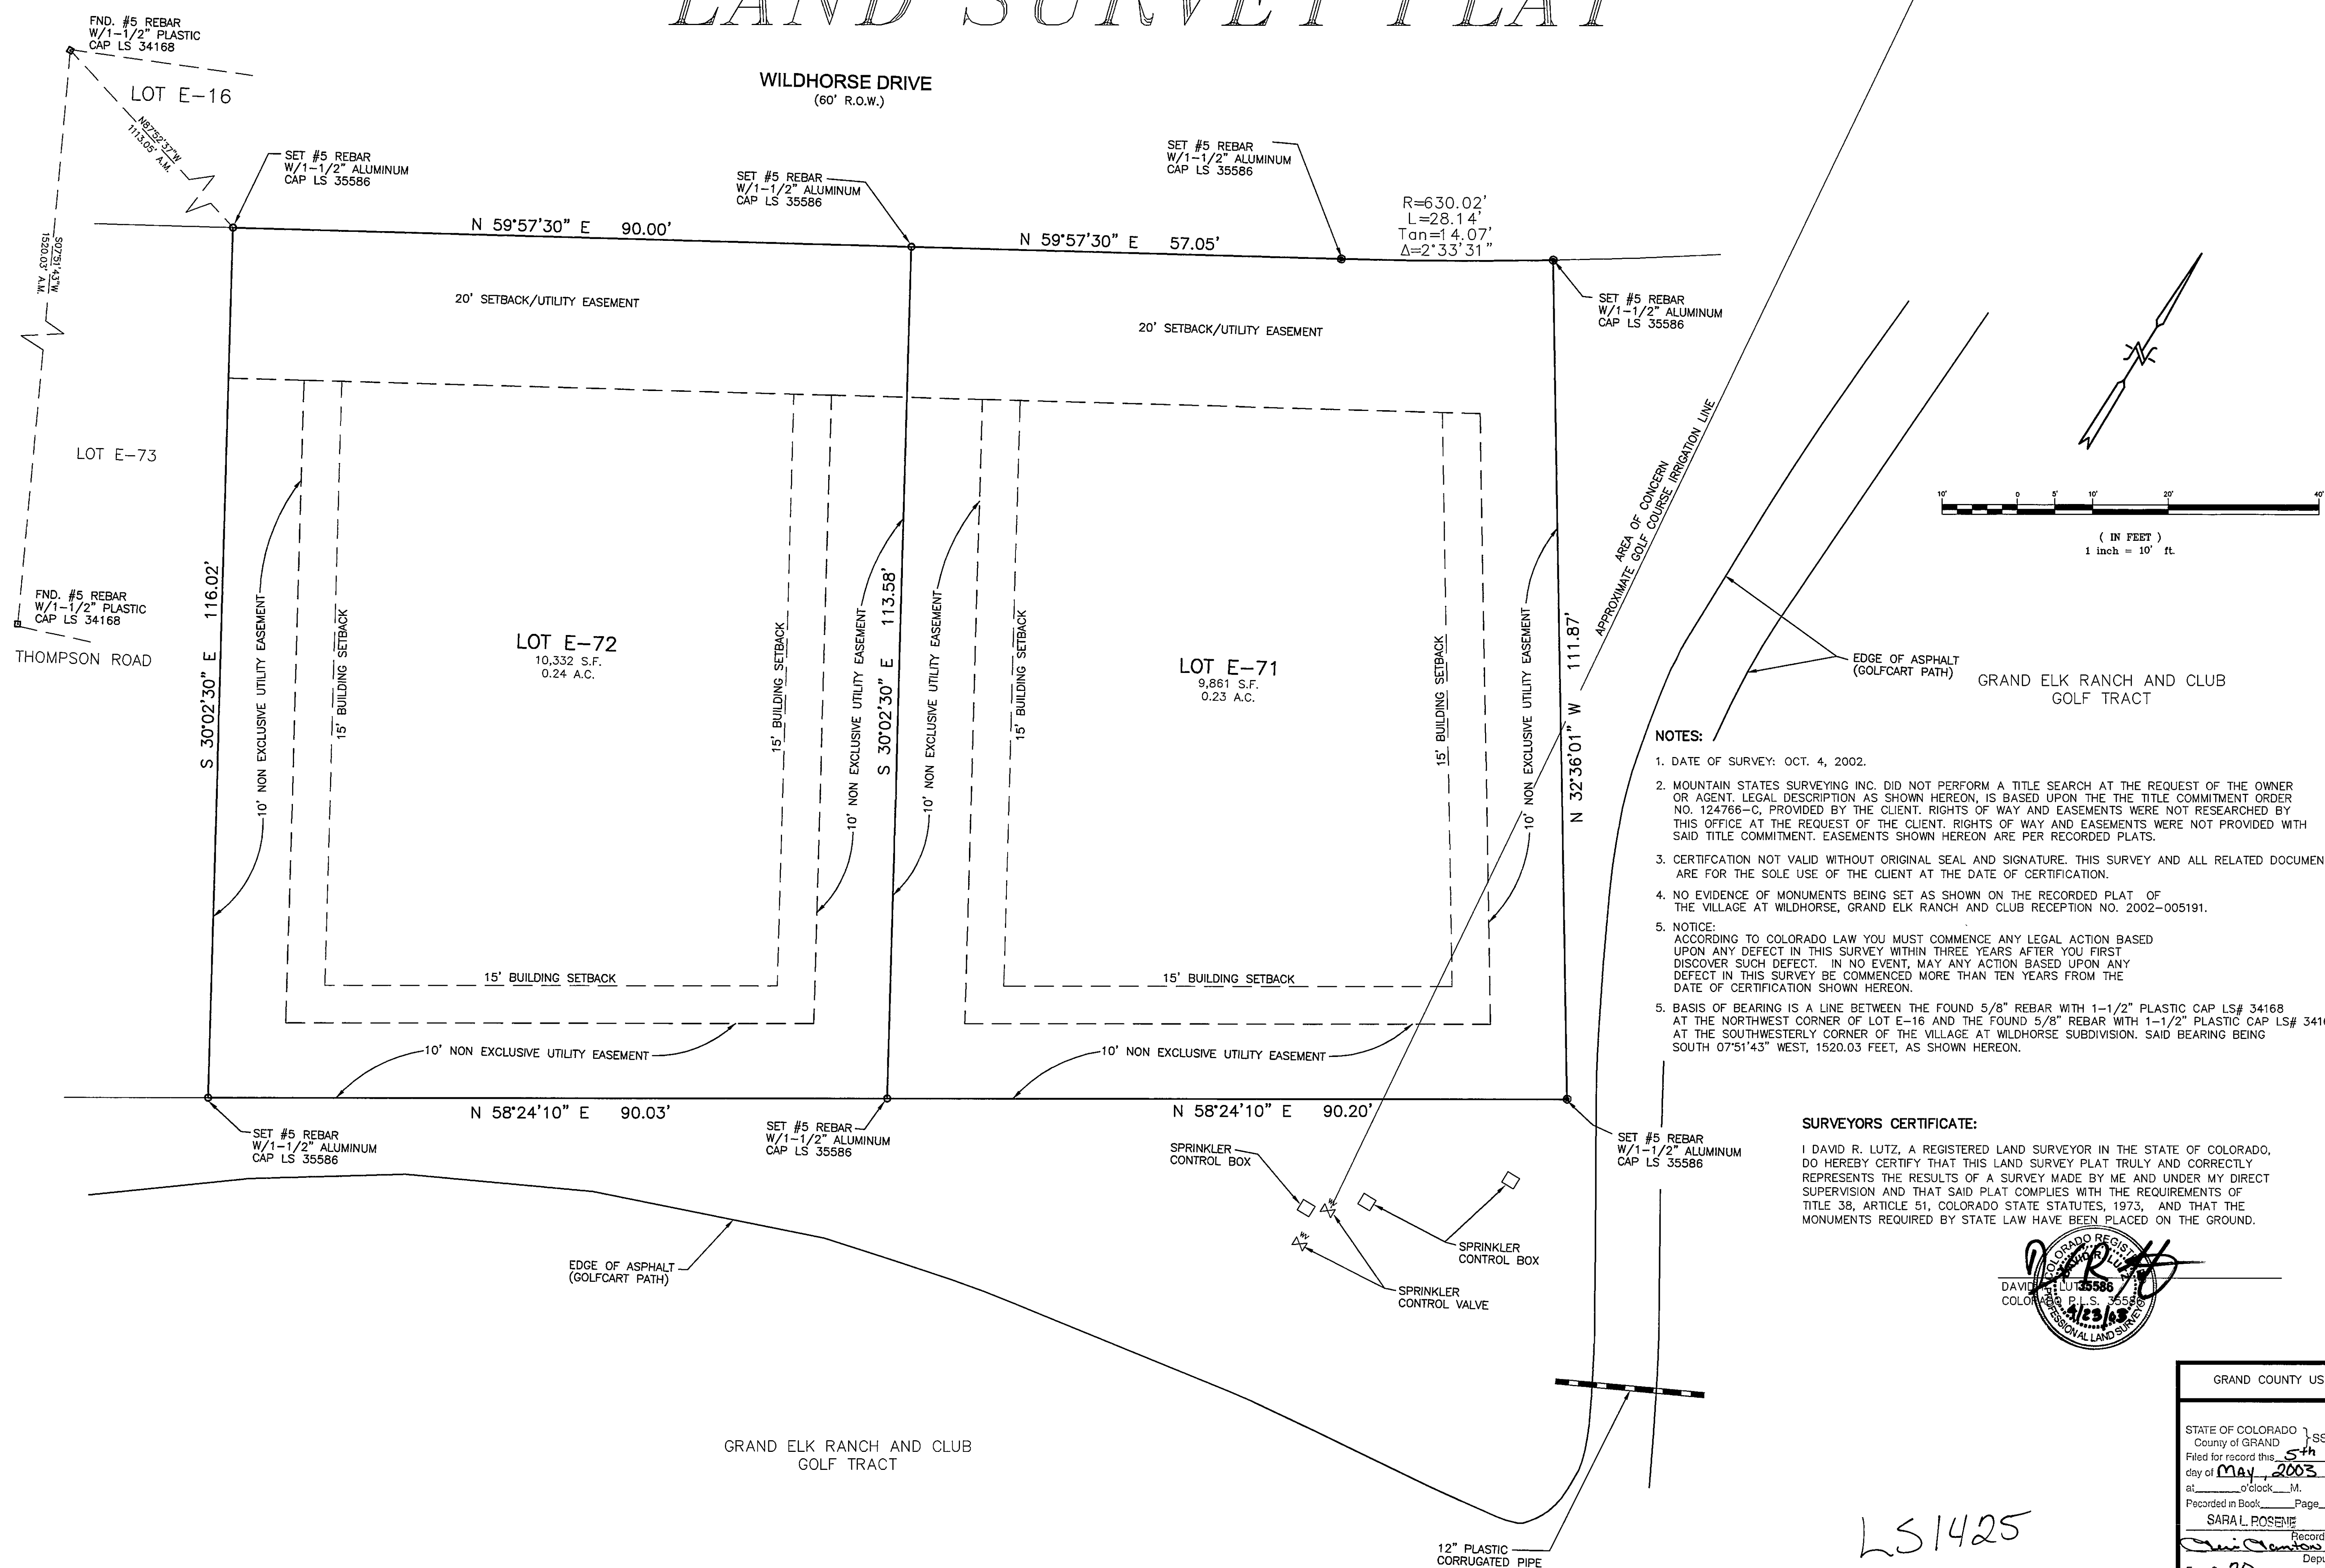 LAND SURVEY PLAT
FND. #5 REBAR
W/1-1/2" PLASTIC
CAP LS 34168
LOT E-16
WILDHORSE DRIVE
(60' R.O.W.)
N87°52'37"W
1113.05' A.M.
SET #5 REBAR
W/1-1/2" ALUMINUM
CAP LS 35586
SET #5 REBAR
W/1-1/2" ALUMINUM
CAP LS 35586
SET #5 REBAR
W/1-1/2" ALUMINUM
CAP LS 35586
R=630.02'
L=28.14'
Tan=14.07'
Δ=2°33'31"
N 59°57'30" E 90.00'
N 59°57'30" E 57.05'
S07°51'43"W
1520.03' A.M.
20' SETBACK/UTILITY EASEMENT
20' SETBACK/UTILITY EASEMENT
SET #5 REBAR
W/1-1/2" ALUMINUM
CAP LS 35586
LOT E-73
AREA OF CONCERN
APPROXIMATE GOLF COURSE IRRIGATION LINE
10' 0 5' 10' 20' 40'
( IN FEET )
1 inch = 10' ft.
FND. #5 REBAR
W/1-1/2" PLASTIC
CAP LS 34168
THOMPSON ROAD
S 30°02'30" E 116.02'
10' NON EXCLUSIVE UTILITY EASEMENT
15' BUILDING SETBACK
LOT E-72
10,332 S.F.
0.24 A.C.
15' BUILDING SETBACK
10' NON EXCLUSIVE UTILITY EASEMENT
S 30°02'30" E 113.58'
10' NON EXCLUSIVE UTILITY EASEMENT
15' BUILDING SETBACK
LOT E-71
9,861 S.F.
0.23 A.C.
15' BUILDING SETBACK
10' NON EXCLUSIVE UTILITY EASEMENT
N 32°36'01" W 111.87'
EDGE OF ASPHALT
(GOLFCART PATH)
GRAND ELK RANCH AND CLUB
GOLF TRACT
15' BUILDING SETBACK
15' BUILDING SETBACK
10' NON EXCLUSIVE UTILITY EASEMENT
10' NON EXCLUSIVE UTILITY EASEMENT
N 58°24'10" E 90.03'
N 58°24'10" E 90.20'
SET #5 REBAR
W/1-1/2" ALUMINUM
CAP LS 35586
SET #5 REBAR
W/1-1/2" ALUMINUM
CAP LS 35586
SET #5 REBAR
W/1-1/2" ALUMINUM
CAP LS 35586
SPRINKLER
CONTROL BOX
WV
WV
SPRINKLER
CONTROL BOX
SPRINKLER
CONTROL VALVE
EDGE OF ASPHALT
(GOLFCART PATH)
GRAND ELK RANCH AND CLUB
GOLF TRACT
12" PLASTIC
CORRUGATED PIPE
NOTES:
1. DATE OF SURVEY: OCT. 4, 2002.
2. MOUNTAIN STATES SURVEYING INC. DID NOT PERFORM A TITLE SEARCH AT THE REQUEST OF THE OWNER
OR AGENT. LEGAL DESCRIPTION AS SHOWN HEREON, IS BASED UPON THE THE TITLE COMMITMENT ORDER
NO. 124766-C, PROVIDED BY THE CLIENT. RIGHTS OF WAY AND EASEMENTS WERE NOT RESEARCHED BY
THIS OFFICE AT THE REQUEST OF THE CLIENT. RIGHTS OF WAY AND EASEMENTS WERE NOT PROVIDED WITH
SAID TITLE COMMITMENT. EASEMENTS SHOWN HEREON ARE PER RECORDED PLATS.
3. CERTIFCATION NOT VALID WITHOUT ORIGINAL SEAL AND SIGNATURE. THIS SURVEY AND ALL RELATED DOCUMEN
ARE FOR THE SOLE USE OF THE CLIENT AT THE DATE OF CERTIFICATION.
4. NO EVIDENCE OF MONUMENTS BEING SET AS SHOWN ON THE RECORDED PLAT OF
THE VILLAGE AT WILDHORSE, GRAND ELK RANCH AND CLUB RECEPTION NO. 2002-005191.
5. NOTICE:
ACCORDING TO COLORADO LAW YOU MUST COMMENCE ANY LEGAL ACTION BASED
UPON ANY DEFECT IN THIS SURVEY WITHIN THREE YEARS AFTER YOU FIRST
DISCOVER SUCH DEFECT. IN NO EVENT, MAY ANY ACTION BASED UPON ANY
DEFECT IN THIS SURVEY BE COMMENCED MORE THAN TEN YEARS FROM THE
DATE OF CERTIFICATION SHOWN HEREON.
5. BASIS OF BEARING IS A LINE BETWEEN THE FOUND 5/8" REBAR WITH 1-1/2" PLASTIC CAP LS# 34168
AT THE NORTHWEST CORNER OF LOT E-16 AND THE FOUND 5/8" REBAR WITH 1-1/2" PLASTIC CAP LS# 341
AT THE SOUTHWESTERLY CORNER OF THE VILLAGE AT WILDHORSE SUBDIVISION. SAID BEARING BEING
SOUTH 07°51'43" WEST, 1520.03 FEET, AS SHOWN HEREON.
SURVEYORS CERTIFICATE:
I DAVID R. LUTZ, A REGISTERED LAND SURVEYOR IN THE STATE OF COLORADO,
DO HEREBY CERTIFY THAT THIS LAND SURVEY PLAT TRULY AND CORRECTLY
REPRESENTS THE RESULTS OF A SURVEY MADE BY ME AND UNDER MY DIRECT
SUPERVISION AND THAT SAID PLAT COMPLIES WITH THE REQUIREMENTS OF
TITLE 38, ARTICLE 51, COLORADO STATE STATUTES, 1973, AND THAT THE
MONUMENTS REQUIRED BY STATE LAW HAVE BEEN PLACED ON THE GROUND.
COLORADO REGISTE
DAVID R. LUTZ
35586
4/23/03
PROFESSIONAL LAND SURVEYO
COLORADO P.L.S. 35586
LS1425
GRAND COUNTY US
STATE OF COLORADO } SS
County of GRAND
Filed for record this 5th
day of MAY, 2003
at o'clock M.
Recorded in Book Page
SARA L. ROSENE
Record
Depu